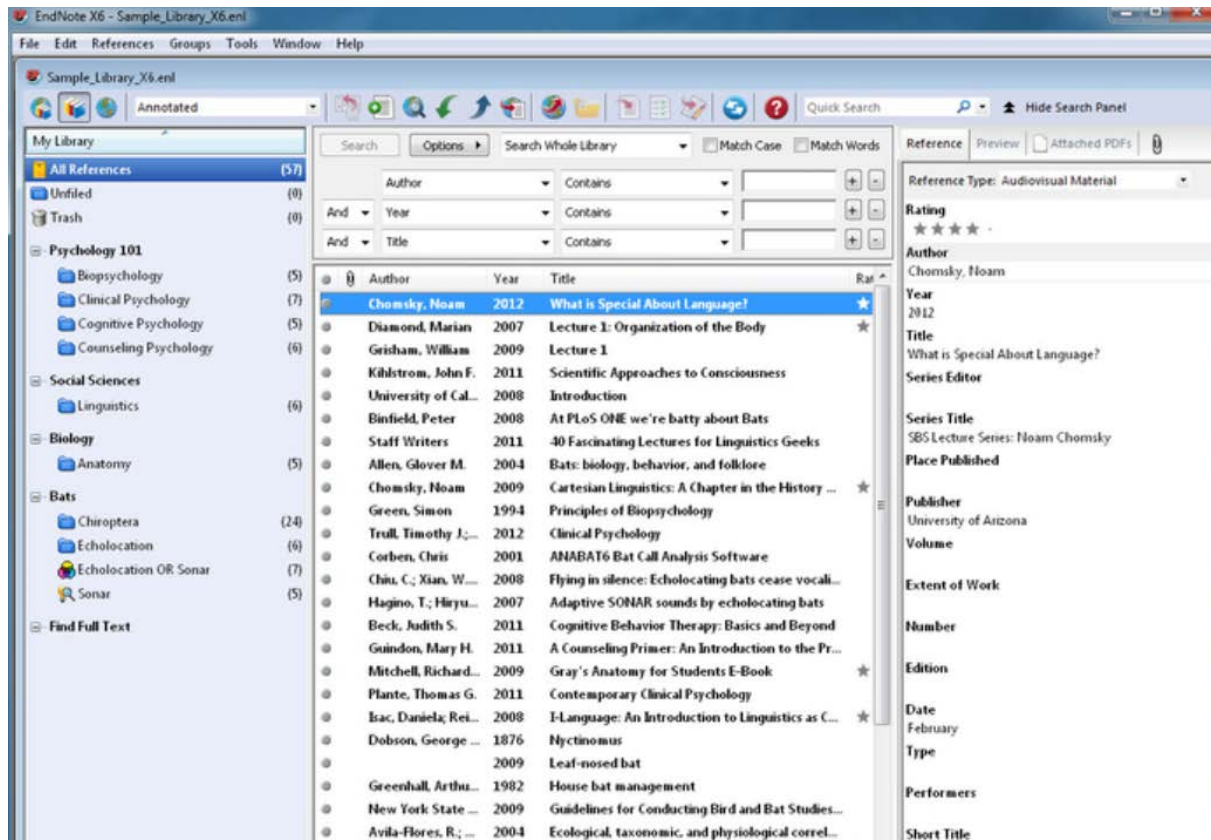 EndNote X6 - Sample_Library_X6.enl
File Edit References Groups Tools Window Help
Sample_Library_X6.enl
Annotated
Quick Search
Hide Search Panel
My Library
All References (57)
Unfiled (0)
Trash (0)
Psychology 101
Biopsychology (5)
Clinical Psychology (7)
Cognitive Psychology (5)
Counseling Psychology (6)
Social Sciences
Linguistics (6)
Biology
Anatomy (5)
Bats
Chiroptera (24)
Echolocation (6)
Echolocation OR Sonar (7)
Sonar (5)
Find Full Text
Search Options Search Whole Library Match Case Match Words
Author Contains + -
And Year Contains + -
And Title Contains + -
Author Year Title Rat
Chomsky, Noam 2012 What is Special About Language?
Diamond, Marian 2007 Lecture 1: Organization of the Body
Grisham, William 2009 Lecture 1
Kihlstrom, John F. 2011 Scientific Approaches to Consciousness
University of Cal... 2008 Introduction
Binfield, Peter 2008 At PLoS ONE we're batty about Bats
Staff Writers 2011 40 Fascinating Lectures for Linguistics Geeks
Allen, Glover M. 2004 Bats: biology, behavior, and folklore
Chomsky, Noam 2009 Cartesian Linguistics: A Chapter in the History ...
Green, Simon 1994 Principles of Biopsychology
Trull, Timothy J.;... 2012 Clinical Psychology
Corben, Chris 2001 ANABAT6 Bat Call Analysis Software
Chiu, C.; Xian, W.... 2008 Flying in silence: Echolocating bats cease vocali...
Hagino, T.; Hiryu... 2007 Adaptive SONAR sounds by echolocating bats
Beck, Judith S. 2011 Cognitive Behavior Therapy: Basics and Beyond
Guindon, Mary H. 2011 A Counseling Primer: An Introduction to the Pr...
Mitchell, Richard... 2009 Gray's Anatomy for Students E-Book
Plante, Thomas G. 2011 Contemporary Clinical Psychology
Isac, Daniela; Rei... 2008 I-Language: An Introduction to Linguistics as C...
Dobson, George ... 1876 Nyctinomus
2009 Leaf-nosed bat
Greenhall, Arthu... 1982 House bat management
New York State ... 2009 Guidelines for Conducting Bird and Bat Studies...
Avila-Flores, R.; ... 2004 Ecological, taxonomic, and physiological correl...
Reference Preview Attached PDFs
Reference Type: Audiovisual Material
Rating
Author
Chomsky, Noam
Year
2012
Title
What is Special About Language?
Series Editor
Series Title
SBS Lecture Series: Noam Chomsky
Place Published
Publisher
University of Arizona
Volume
Extent of Work
Number
Edition
Date
February
Type
Performers
Short Title